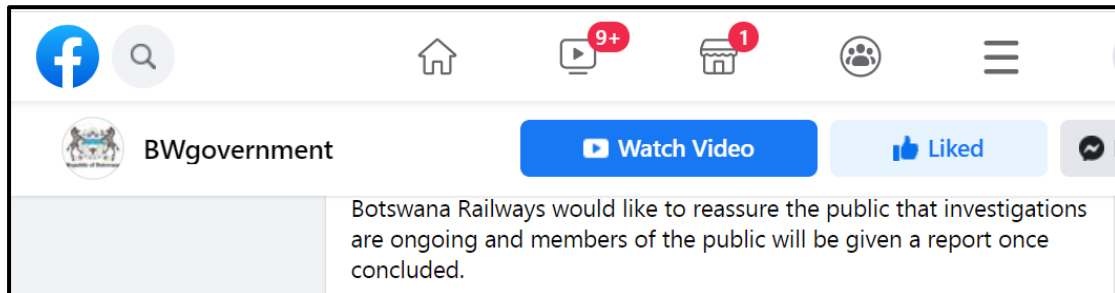 9+
1
BWgovernment
Watch Video
Liked
Botswana Railways would like to reassure the public that investigations
are ongoing and members of the public will be given a report once
concluded.